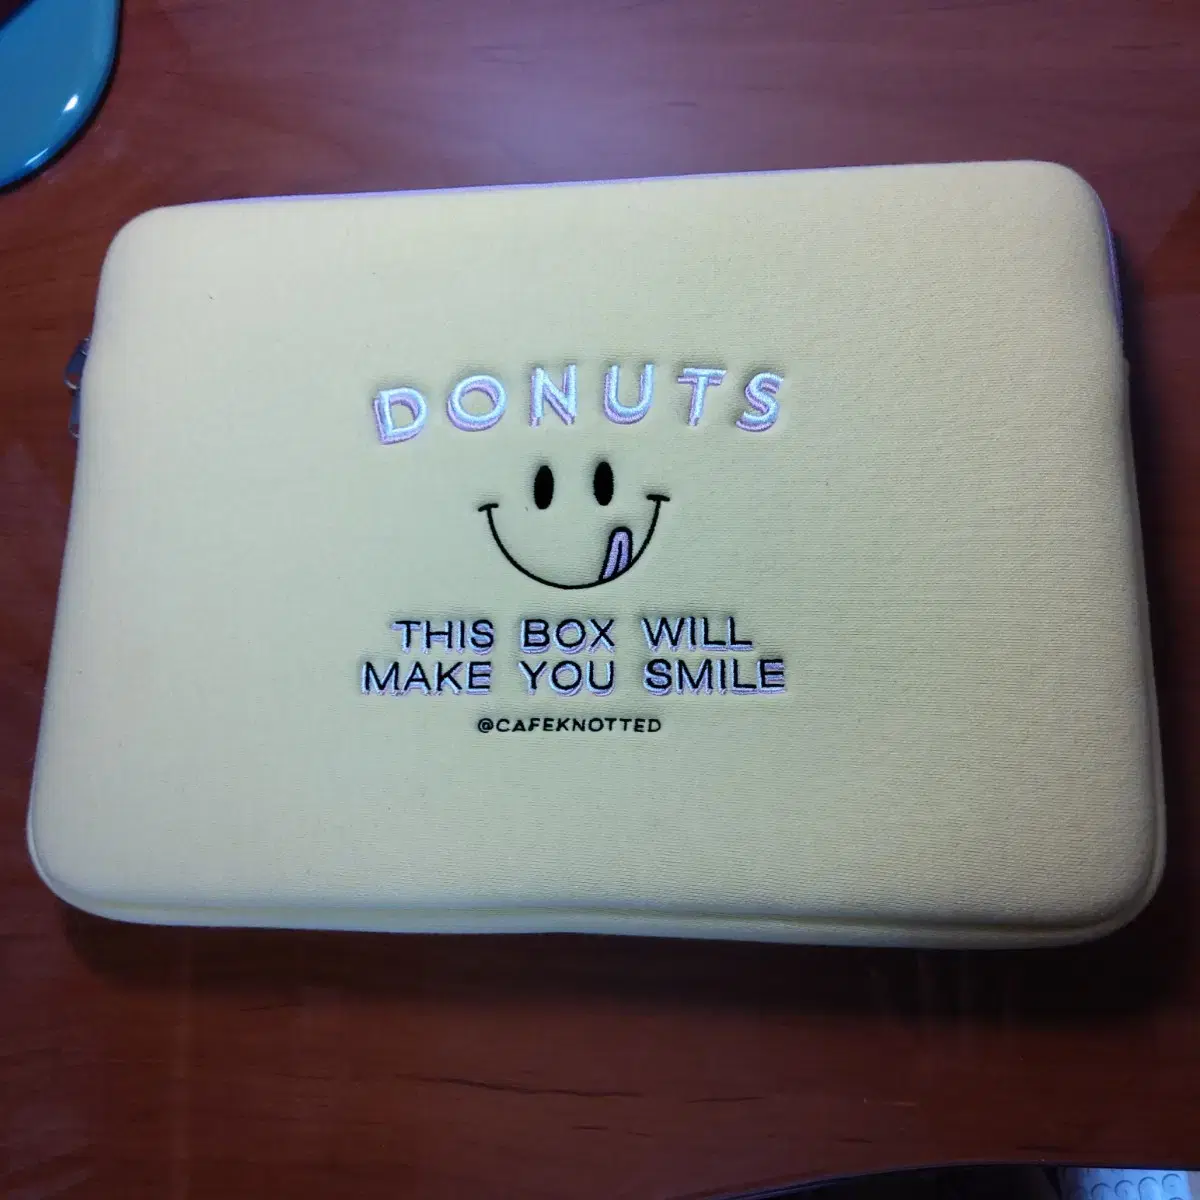 DONUTS
THIS BOX WILL
MAKE YOU SMILE
@CAFEKNOTTED